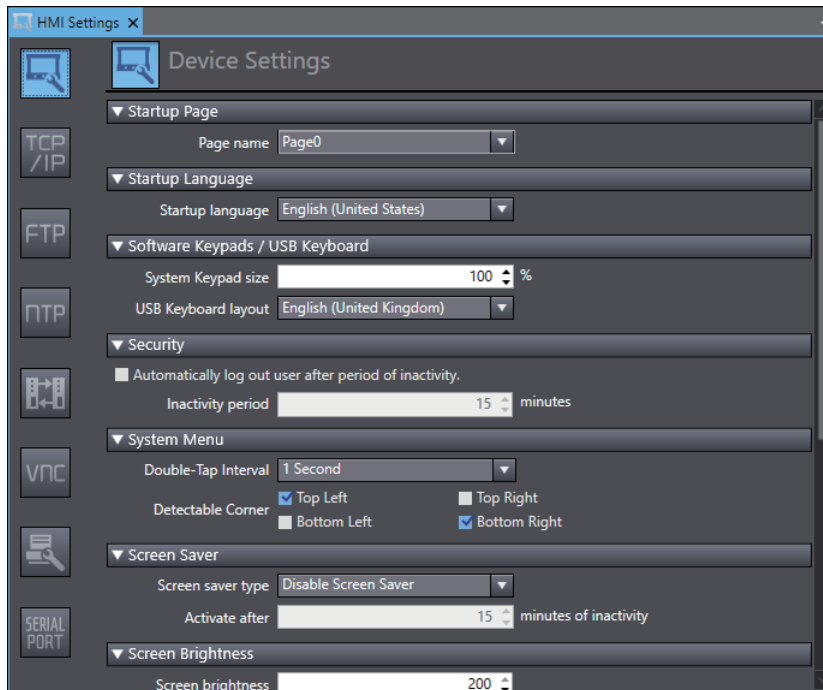 HMI Settings
Device Settings
TCP
/IP
FTP
NTP
VNC
SERIAL
PORT
Startup Page
Page name Page0
Startup Language
Startup language English (United States)
Software Keypads / USB Keyboard
System Keypad size 100 %
USB Keyboard layout English (United Kingdom)
Security
Automatically log out user after period of inactivity.
Inactivity period 15 minutes
System Menu
Double-Tap Interval 1 Second
Detectable Corner Top Left Top Right
Bottom Left Bottom Right
Screen Saver
Screen saver type Disable Screen Saver
Activate after 15 minutes of inactivity
Screen Brightness
Screen brightness 200